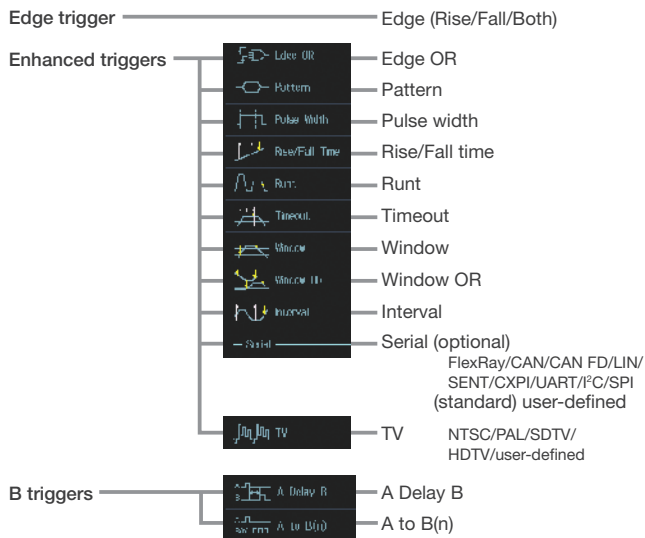 Edge trigger Edge (Rise/Fall/Both)
Enhanced triggers Edge OR Edge OR
Pattern Pattern
Pulse Width Pulse width
Rise/Fall Time Rise/Fall time
Runt Runt
Timeout Timeout
Window Window
Window OR Window OR
Interval Interval
Serial Serial (optional)
FlexRay/CAN/CAN FD/LIN/
SENT/CXPI/UART/I²C/SPI
(standard) user-defined
TV TV NTSC/PAL/SDTV/
HDTV/user-defined
B triggers A Delay B A Delay B
A to B(n) A to B(n)